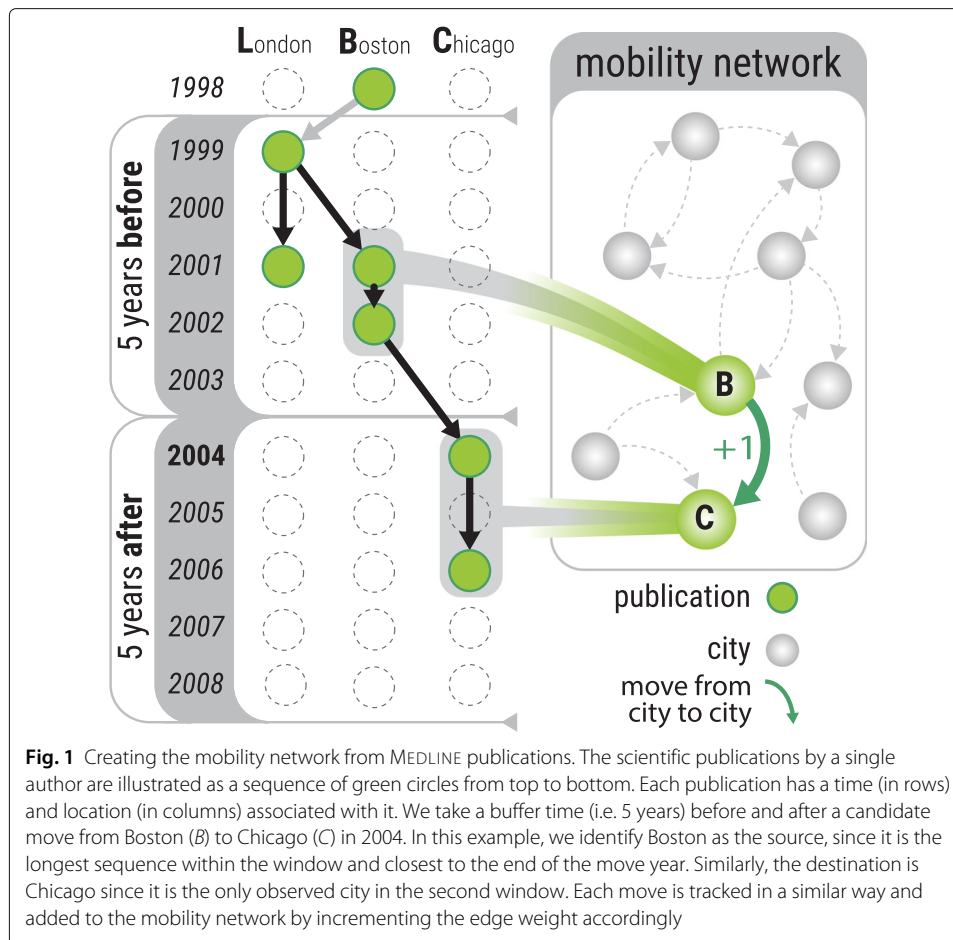 London Boston Chicago
mobility network
1998
1999
2000
2001
2002
2003
5 years before
2004
2005
2006
2007
2008
5 years after
B
+1
C
publication
city
move from
city to city
Fig. 1 Creating the mobility network from MEDLINE publications. The scientific publications by a single
author are illustrated as a sequence of green circles from top to bottom. Each publication has a time (in rows)
and location (in columns) associated with it. We take a buffer time (i.e. 5 years) before and after a candidate
move from Boston (B) to Chicago (C) in 2004. In this example, we identify Boston as the source, since it is the
longest sequence within the window and closest to the end of the move year. Similarly, the destination is
Chicago since it is the only observed city in the second window. Each move is tracked in a similar way and
added to the mobility network by incrementing the edge weight accordingly